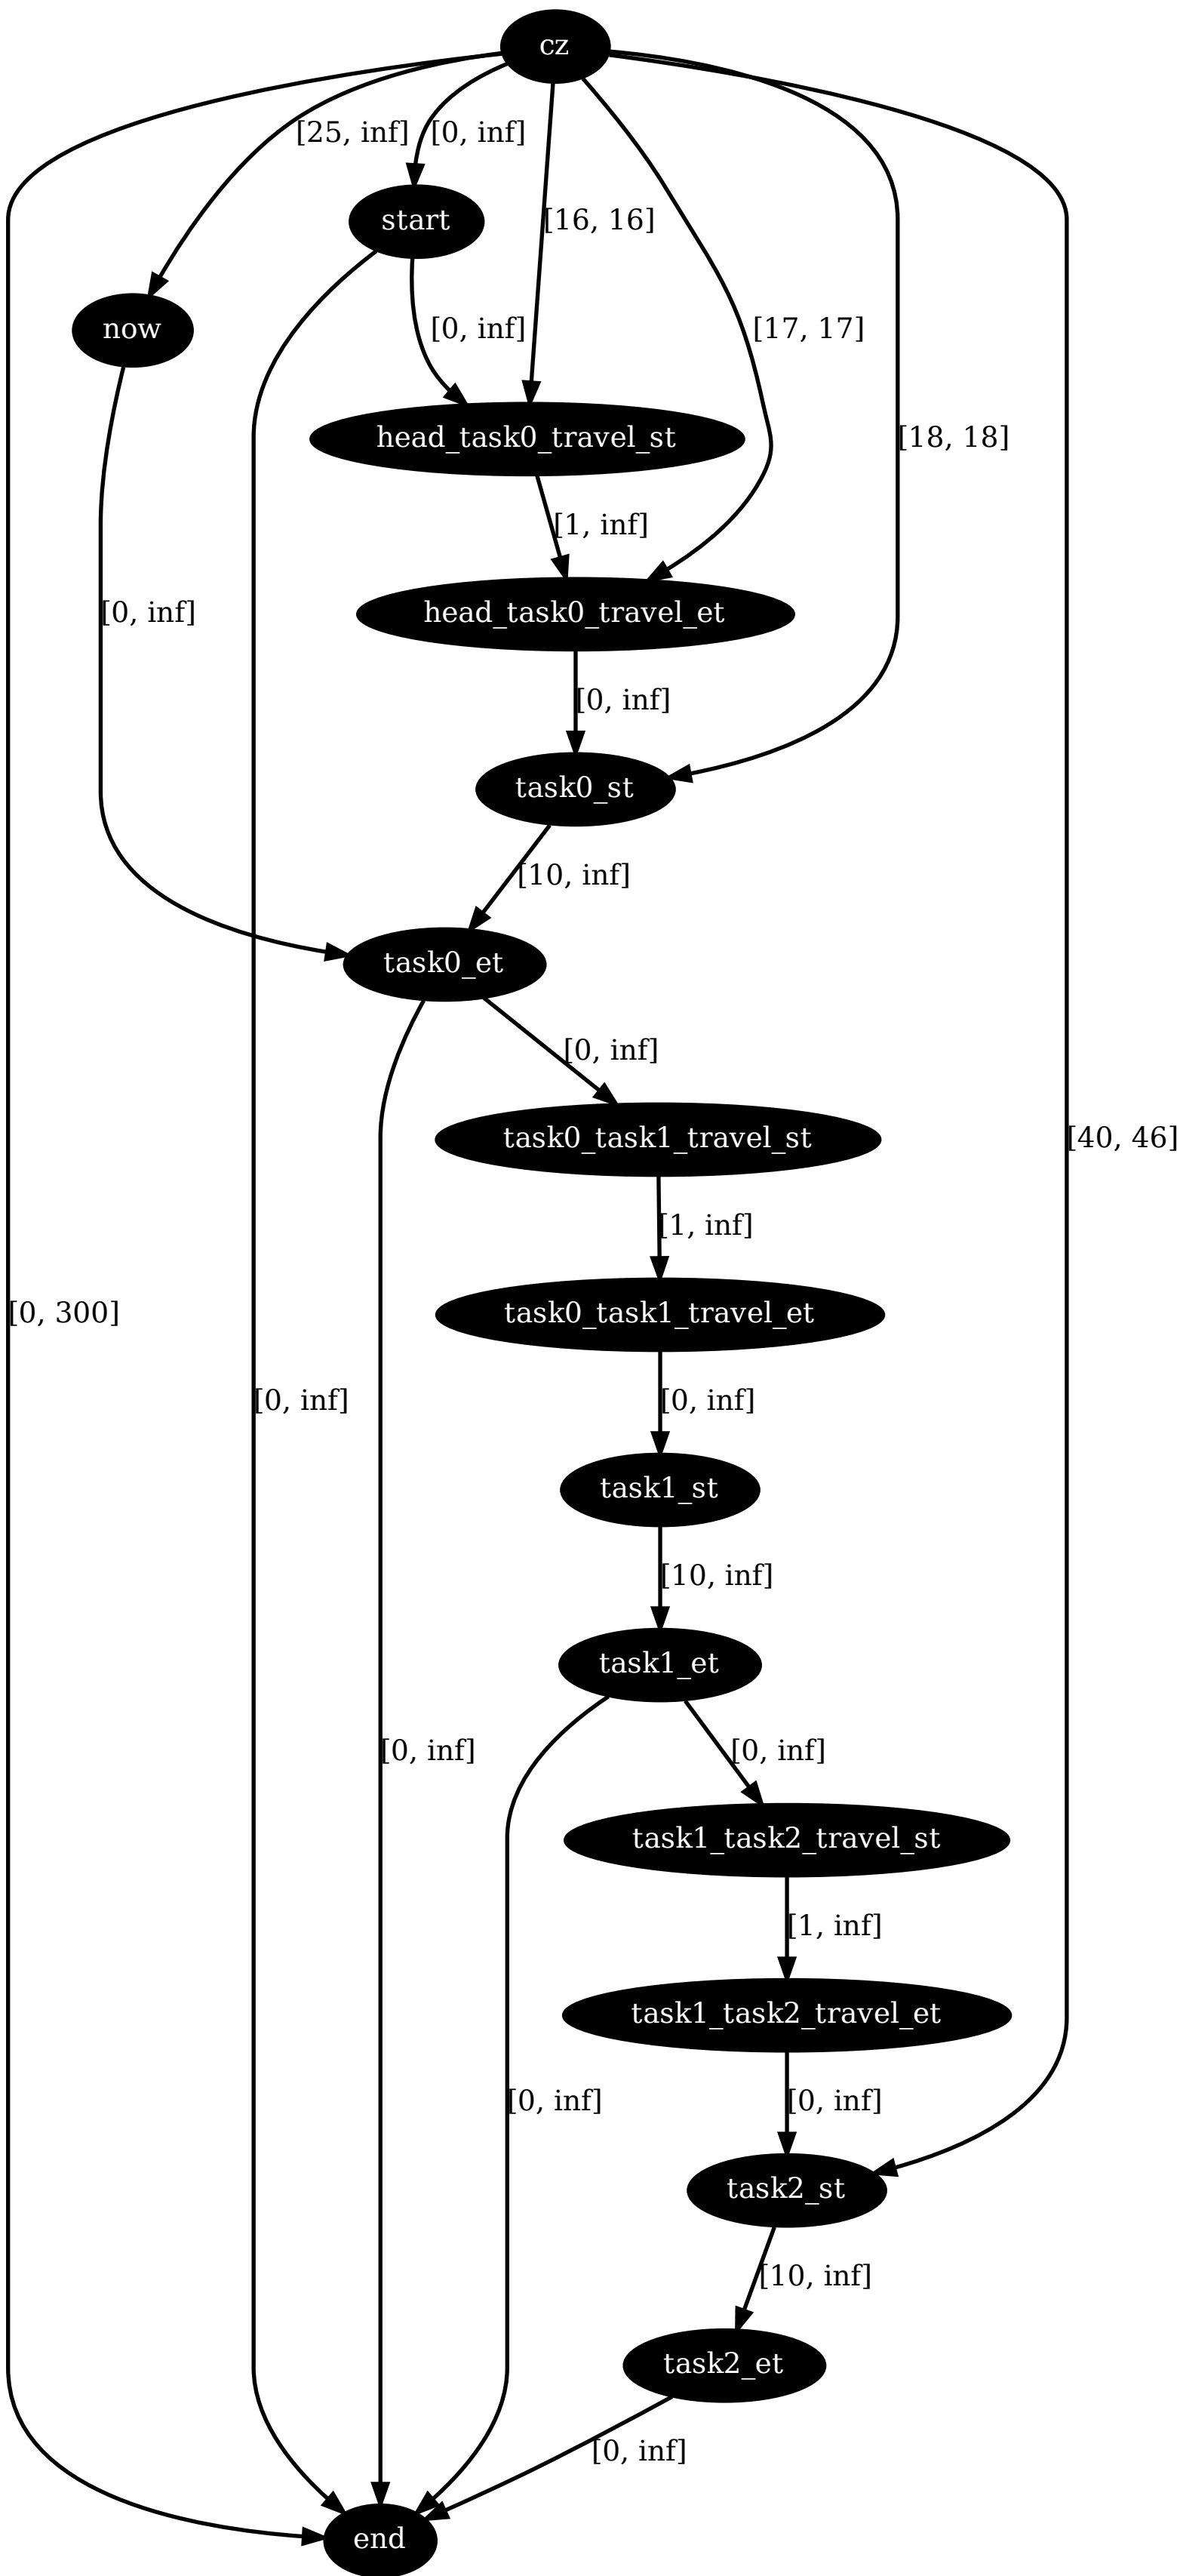 cz
[25, inf]
[0, inf]
start
[16, 16]
now
[0, inf]
[17, 17]
head_task0_travel_st
[18, 18]
[1, inf]
head_task0_travel_et
[0, inf]
[0, inf]
task0_st
[10, inf]
task0_et
[0, inf]
task0_task1_travel_st
[40, 46]
[1, inf]
task0_task1_travel_et
[0, 300]
[0, inf]
[0, inf]
task1_st
[10, inf]
task1_et
[0, inf]
[0, inf]
task1_task2_travel_st
[1, inf]
task1_task2_travel_et
[0, inf]
[0, inf]
task2_st
[10, inf]
task2_et
[0, inf]
end